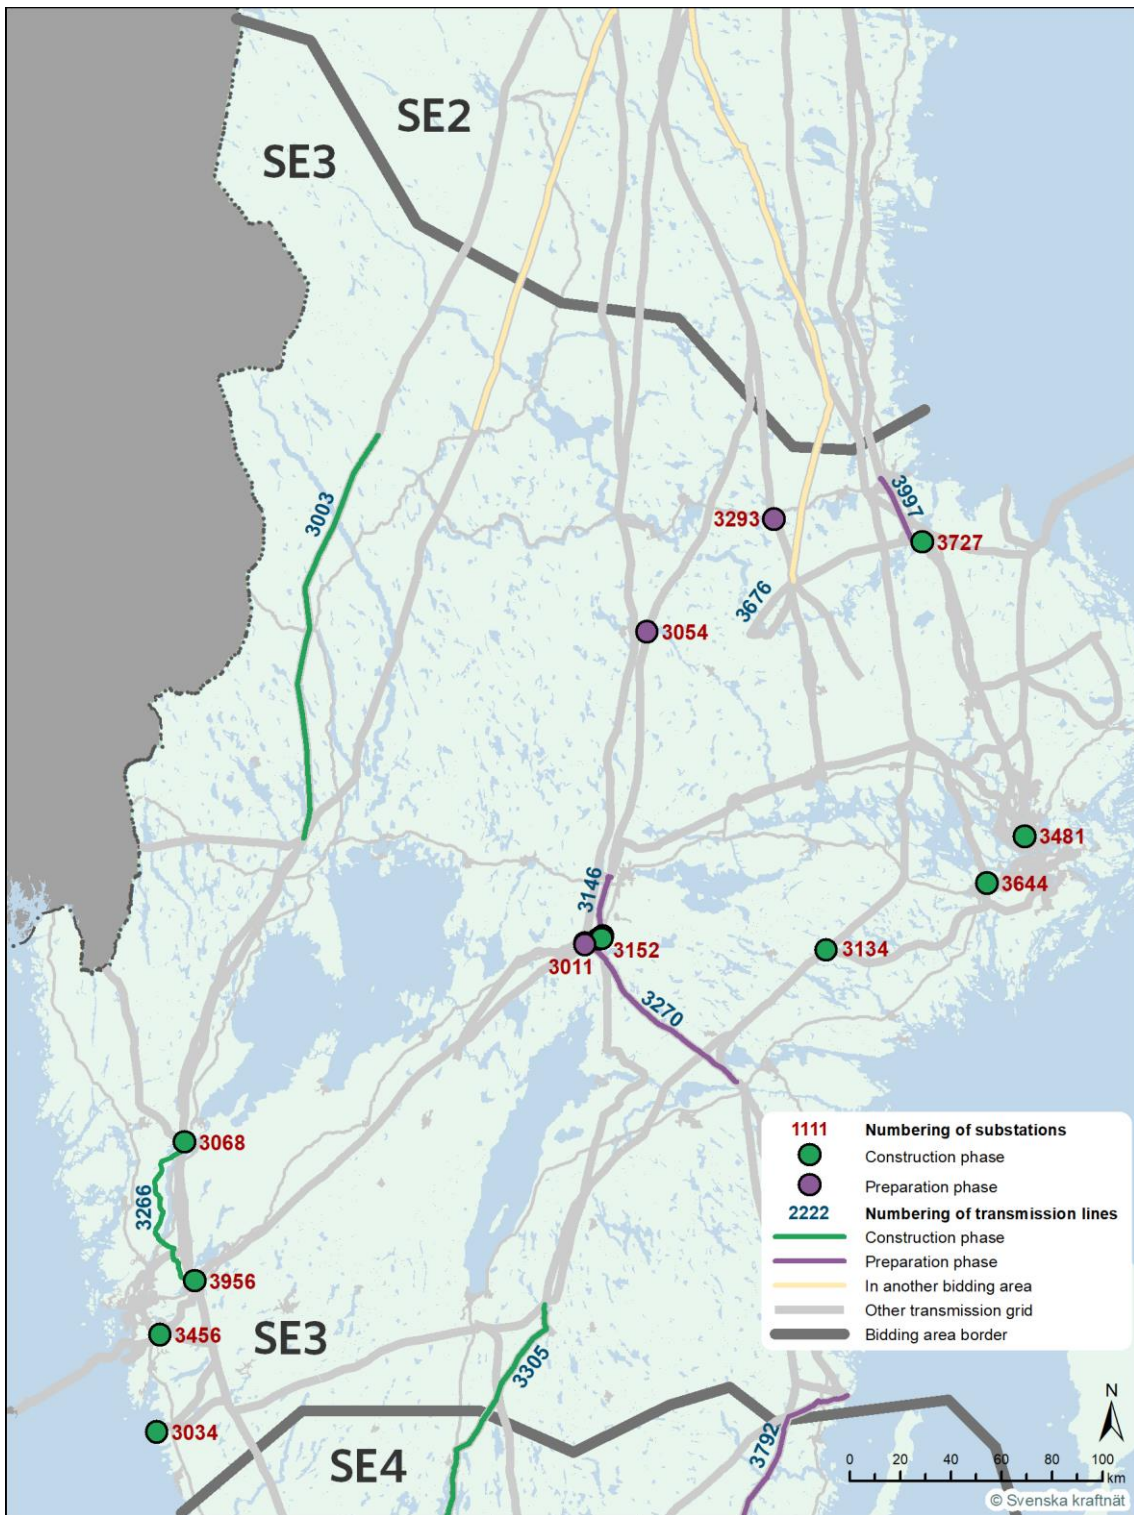 SE2
SE3
3003
3997
3293
3727
3676
3054
3481
3146
3644
3152
3134
3011
3270
1111 Numbering of substations
Construction phase
Preparation phase
2222 Numbering of transmission lines
Construction phase
Preparation phase
In another bidding area
Other transmission grid
Bidding area border
3068
3266
3956
3456
SE3
3305
3034
3792
SE4
N
0 20 40 60 80 100
km
© Svenska kraftnät